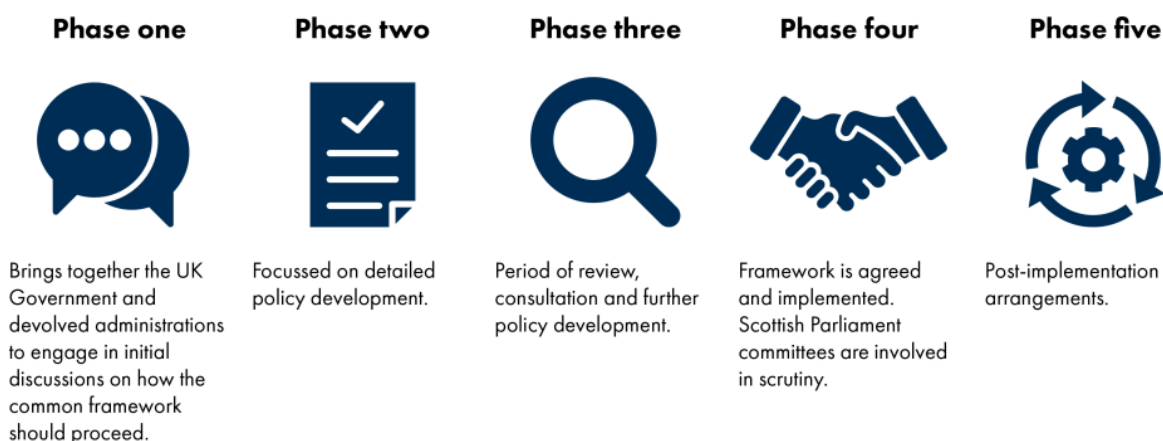 Phase one
Brings together the UK
Government and
devolved administrations
to engage in initial
discussions on how the
common framework
should proceed.
Phase two
Focussed on detailed
policy development.
Phase three
Period of review,
consultation and further
policy development.
Phase four
Framework is agreed
and implemented.
Scottish Parliament
committees are involved
in scrutiny.
Phase five
Post-implementation
arrangements.